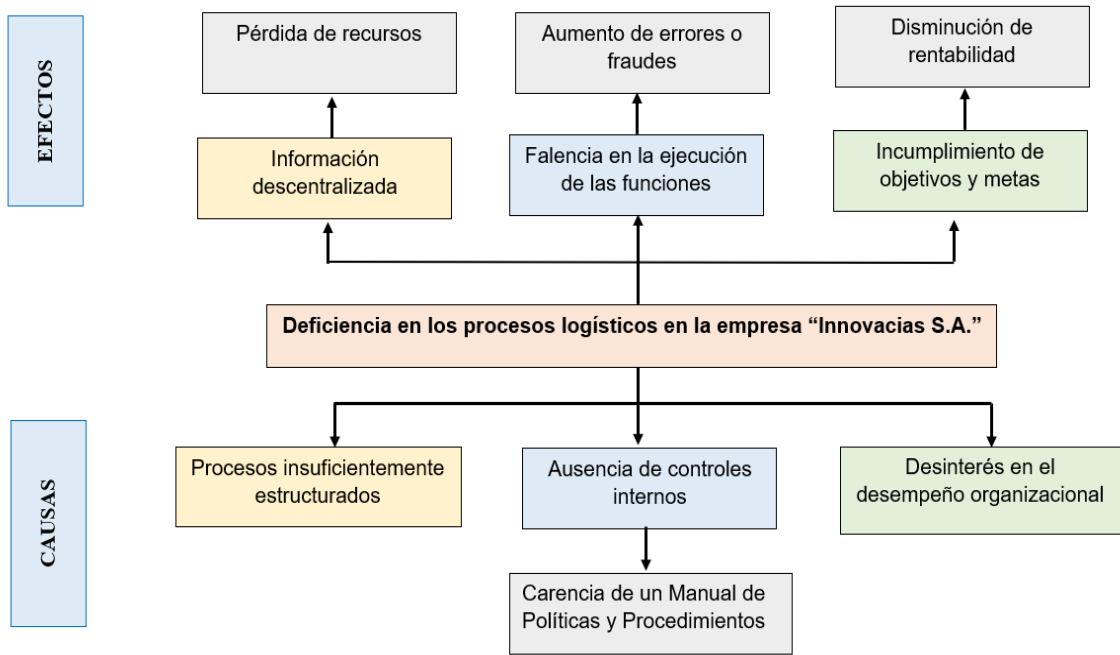 EFECTOS
Pérdida de recursos
Aumento de errores o
fraudes
Disminución de
rentabilidad
Información
descentralizada
Falencia en la ejecución
de las funciones
Incumplimiento de
objetivos y metas
Deficiencia en los procesos logísticos en la empresa “Innovacias S.A.”
CAUSAS
Procesos insuficientemente
estructurados
Ausencia de controles
internos
Desinterés en el
desempeño organizacional
Carencia de un Manual de
Políticas y Procedimientos